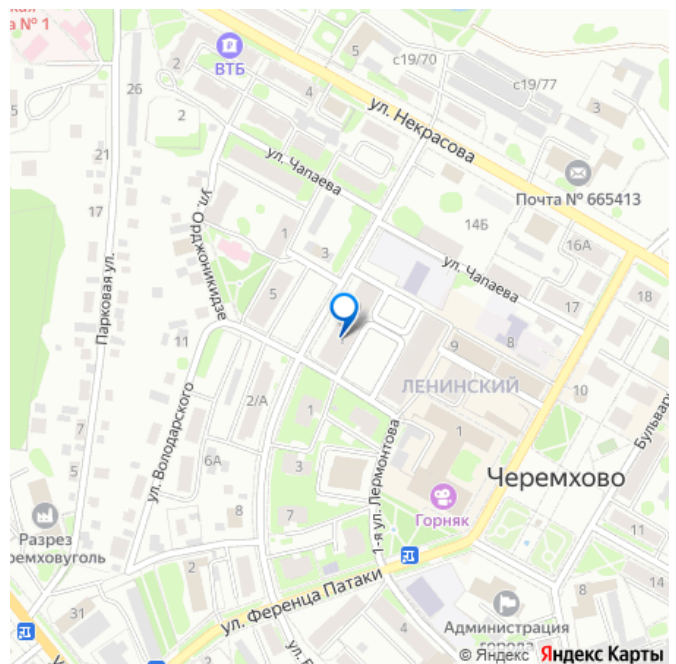 кая
а № 1
2
ВТБ
5
с19/70
с19/77
26
25
4
3
2
ул. Некрасова
21
ул. Чапаева
Почта № 665413
17
ул. Орджоникидзе
14Б
1
3
16А
Парковая ул.
ул. Чапаева
5
17
18
11
9
8
ЛЕНИНСКИЙ
10
2/А
ул. Володарского
1
7
1
1-я ул. Лермонтова
Бульвар
5
6А
3
Черемхово
Горняк
Разрез
ремховуголь
8
7
11
2
14
31
ул. Ференца Патаки
Администрация
города
4
© Яндекс Яндекс Карты